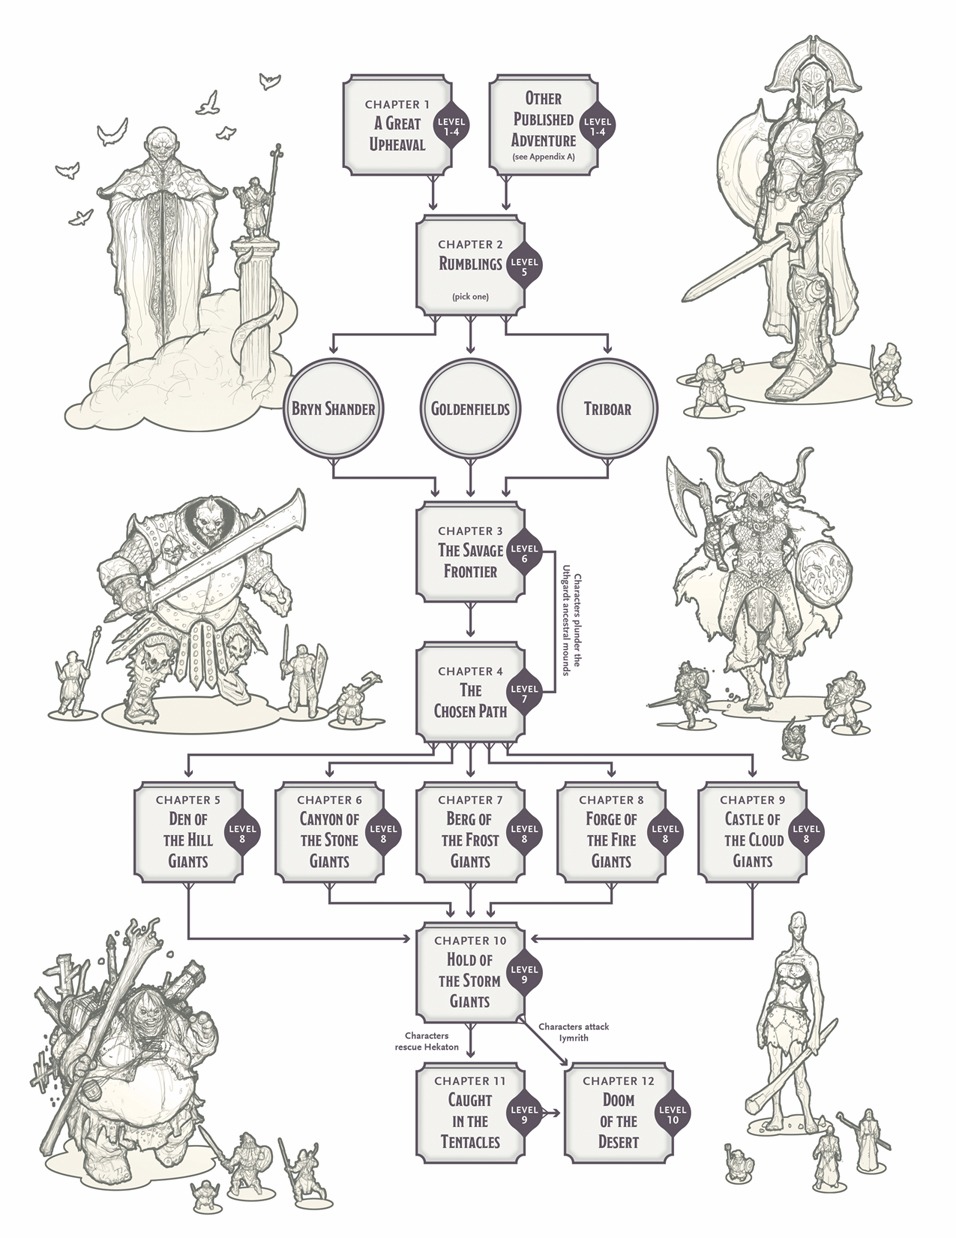 CHAPTER 1
A GREAT
UPHEAVAL
LEVEL
1-4
OTHER
PUBLISHED
ADVENTURE
(see Appendix A)
LEVEL
1-4
CHAPTER 2
RUMBLINGS
(pick one)
LEVEL
5
BRYN SHANDER
GOLDENFIELDS
TRIBOAR
CHAPTER 3
THE SAVAGE
FRONTIER
LEVEL
6
Characters plunder the
Uthgardt ancestral mounds
CHAPTER 4
THE
CHOSEN PATH
LEVEL
7
CHAPTER 5
DEN OF
THE HILL
GIANTS
LEVEL
8
CHAPTER 6
CANYON OF
THE STONE
GIANTS
LEVEL
8
CHAPTER 7
BERG OF
THE FROST
GIANTS
LEVEL
8
CHAPTER 8
FORGE OF
THE FIRE
GIANTS
LEVEL
8
CHAPTER 9
CASTLE OF
THE CLOUD
GIANTS
LEVEL
8
CHAPTER 10
HOLD OF
THE STORM
GIANTS
LEVEL
9
Characters
rescue Hekaton
Characters attack
Iymrith
CHAPTER 11
CAUGHT
IN THE
TENTACLES
LEVEL
9
CHAPTER 12
DOOM
OF THE
DESERT
LEVEL
10